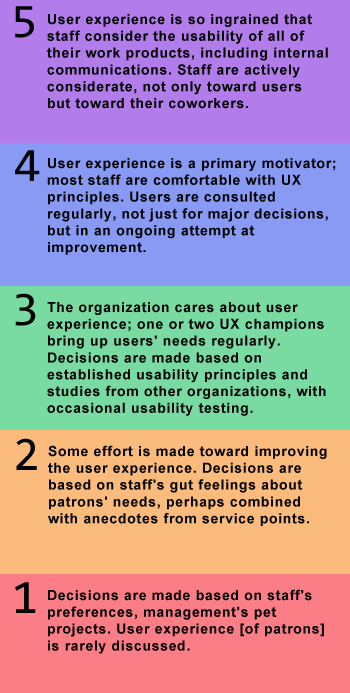 5 User experience is so ingrained that
staff consider the usability of all of
their work products, including internal
communications. Staff are actively
considerate, not only toward users
but toward their coworkers.
4 User experience is a primary motivator;
most staff are comfortable with UX
principles. Users are consulted
regularly, not just for major decisions,
but in an ongoing attempt at
improvement.
3 The organization cares about user
experience; one or two UX champions
bring up users' needs regularly.
Decisions are made based on
established usability principles and
studies from other organizations, with
occasional usability testing.
2 Some effort is made toward improving
the user experience. Decisions are
based on staff's gut feelings about
patrons' needs, perhaps combined
with anecdotes from service points.
1 Decisions are made based on staff's
preferences, management's pet
projects. User experience [of patrons]
is rarely discussed.